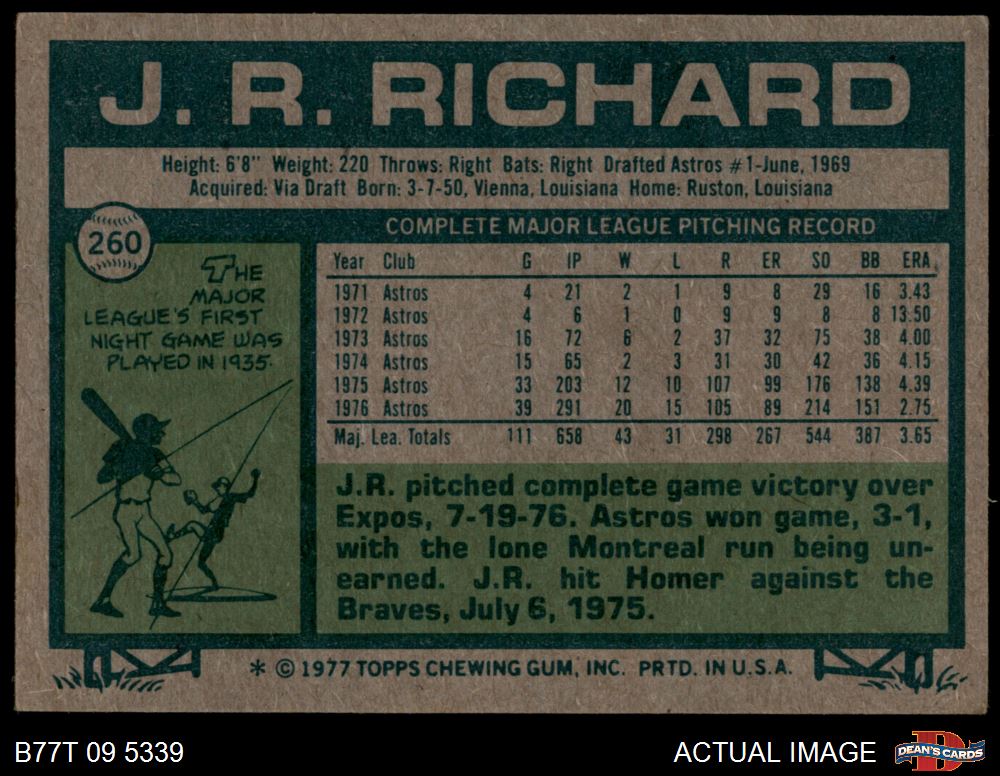 J. R. RICHARD
Height: 6'8" Weight: 220 Throws: Right Bats: Right Drafted Astros #1-June, 1969
Acquired: Via Draft Born: 3-7-50, Vienna, Louisiana Home: Ruston, Louisiana
260
THE
MAJOR
LEAGUE'S FIRST
NIGHT GAME WAS
PLAYED IN 1935.
COMPLETE MAJOR LEAGUE PITCHING RECORD
Year Club G IP W L R ER SO BB ERA
1971 Astros 4 21 2 1 9 8 29 16 3.43
1972 Astros 4 6 1 0 9 9 8 8 13.50
1973 Astros 16 72 6 2 37 32 75 38 4.00
1974 Astros 15 65 2 3 31 30 42 36 4.15
1975 Astros 33 203 12 10 107 99 176 138 4.39
1976 Astros 39 291 20 15 105 89 214 151 2.75
Maj. Lea. Totals 111 658 43 31 298 267 544 387 3.65
J.R. pitched complete game victory over
Expos, 7-19-76. Astros won game, 3-1,
with the lone Montreal run being un-
earned. J.R. hit Homer against the
Braves, July 6, 1975.
* © 1977 TOPPS CHEWING GUM, INC. PRTD. IN U.S.A.
B77T 09 5339
ACTUAL IMAGE
D
DEAN'S CARDS